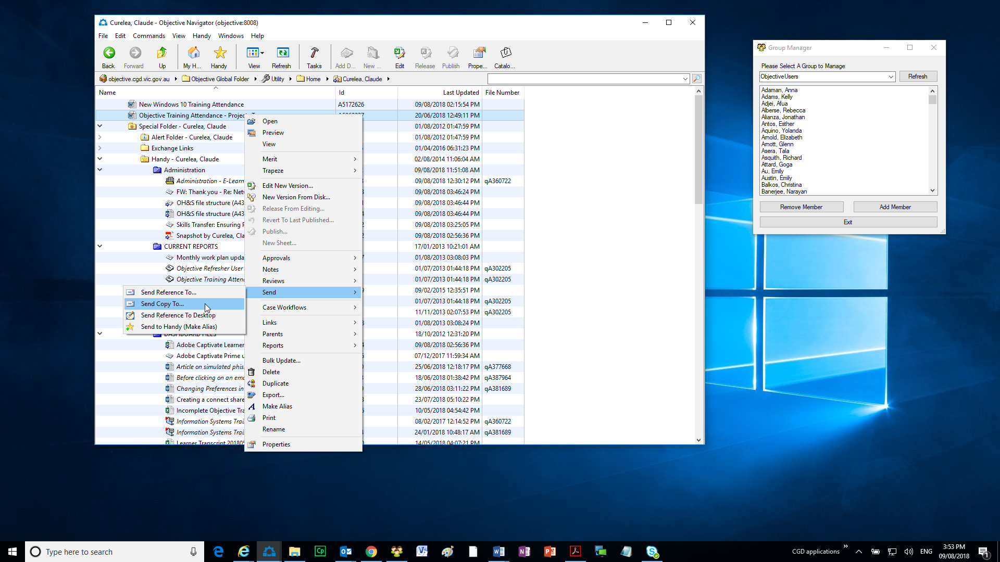 Curelea, Claude - Objective Navigator (objective:8008)
File Edit Commands View Handy Windows Help
Back Forward Up My H... Handy View Refresh Tasks Add D... New ... Edit Release Publish Prope... Catalo...
objective.cgd.vic.gov.au Objective Global Folder Utility Home Curelea, Claude
Name Id Last Updated File Number
New Windows 10 Training Attendance A5172626 09/08/2018 02:15:54 PM
Objective Training Attendance - Project 20/06/2018 12:49:11 PM
Special Folder - Curelea, Claude 01/08/2012 01:47:59 PM
Alert Folder - Curelea, Claude 01/08/2012 01:47:59 PM
Exchange Links 01/04/2016 06:31:23 PM
Handy - Curelea, Claude 02/08/2014 11:06:04 AM
Administration 09/08/2018 11:51:08 AM
Administration - E-Learn 09/08/2018 12:30:12 PM qA360722
FW: Thank you - Re: Net 09/08/2018 03:46:24 PM
OH&S file structure (A43 09/08/2018 03:46:44 PM
OH&S file structure (A43 09/08/2018 03:46:44 PM
Skills Transfer: Ensuring 09/08/2018 03:25:05 PM
Snapshot by Curelea, Cla 09/08/2018 02:56:36 PM
CURRENT REPORTS 17/01/2013 10:21:01 AM
Monthly work plan upda 01/08/2013 03:08:03 PM
Objective Refresher User 01/07/2013 01:44:18 PM qA302205
Objective Training Atten 01/07/2013 01:44:18 PM qA302205
09/02/2015 12:35:51 PM
01/07/2013 01:44:18 PM qA302205
11/11/2013 02:07:53 PM qA302205
01/08/2013 03:08:24 PM
DASHBOARD FILES 18/10/2012 12:31:20 PM
Adobe Captivate Learner 09/08/2018 02:56:36 PM
Adobe Captivate Prime u 07/12/2017 11:59:34 AM
Article on simulated phis 25/06/2018 12:18:17 PM qA377668
Before clicking on an ema 18/06/2018 01:38:42 PM qA387964
Changing Preferences in 28/06/2018 03:11:22 PM qA381689
Creating a connect share 23/07/2018 05:10:22 PM
Incomplete Objective Tra 10/05/2018 04:54:42 PM
Information Systems Trai 08/02/2017 12:14:52 PM qA360722
Information Systems Trai 24/01/2018 10:48:17 AM qA381689
Learner Transcript 201805 14/05/2018 04:07:21 PM
Open
Preview
View
Merit
Trapeze
Edit New Version...
New Version From Disk...
Release From Editing...
Revert To Last Published...
Publish...
New Sheet...
Approvals
Notes
Reviews
Send
Case Workflows
Links
Parents
Reports
Bulk Update...
Delete
Duplicate
Export...
Make Alias
Print
Rename
Properties
Send Reference To...
Send Copy To...
Send Reference To Desktop
Send to Handy (Make Alias)
Group Manager
Please Select A Group to Manage
ObjectiveUsers Refresh
Adaman, Anna
Adams, Kelly
Adjei, Afua
Alberse, Rebecca
Alianza, Jonathan
Antos, Esther
Aquino, Yolanda
Arnold, Elizabeth
Arnott, Glenn
Asera, Tala
Asquith, Richard
Attard, Goga
Au, Emily
Austin, Emily
Balkos, Christina
Banerjee, Narayan
Remove Member Add Member
Exit
Type here to search
CGD applications ENG 3:53 PM
09/08/2018